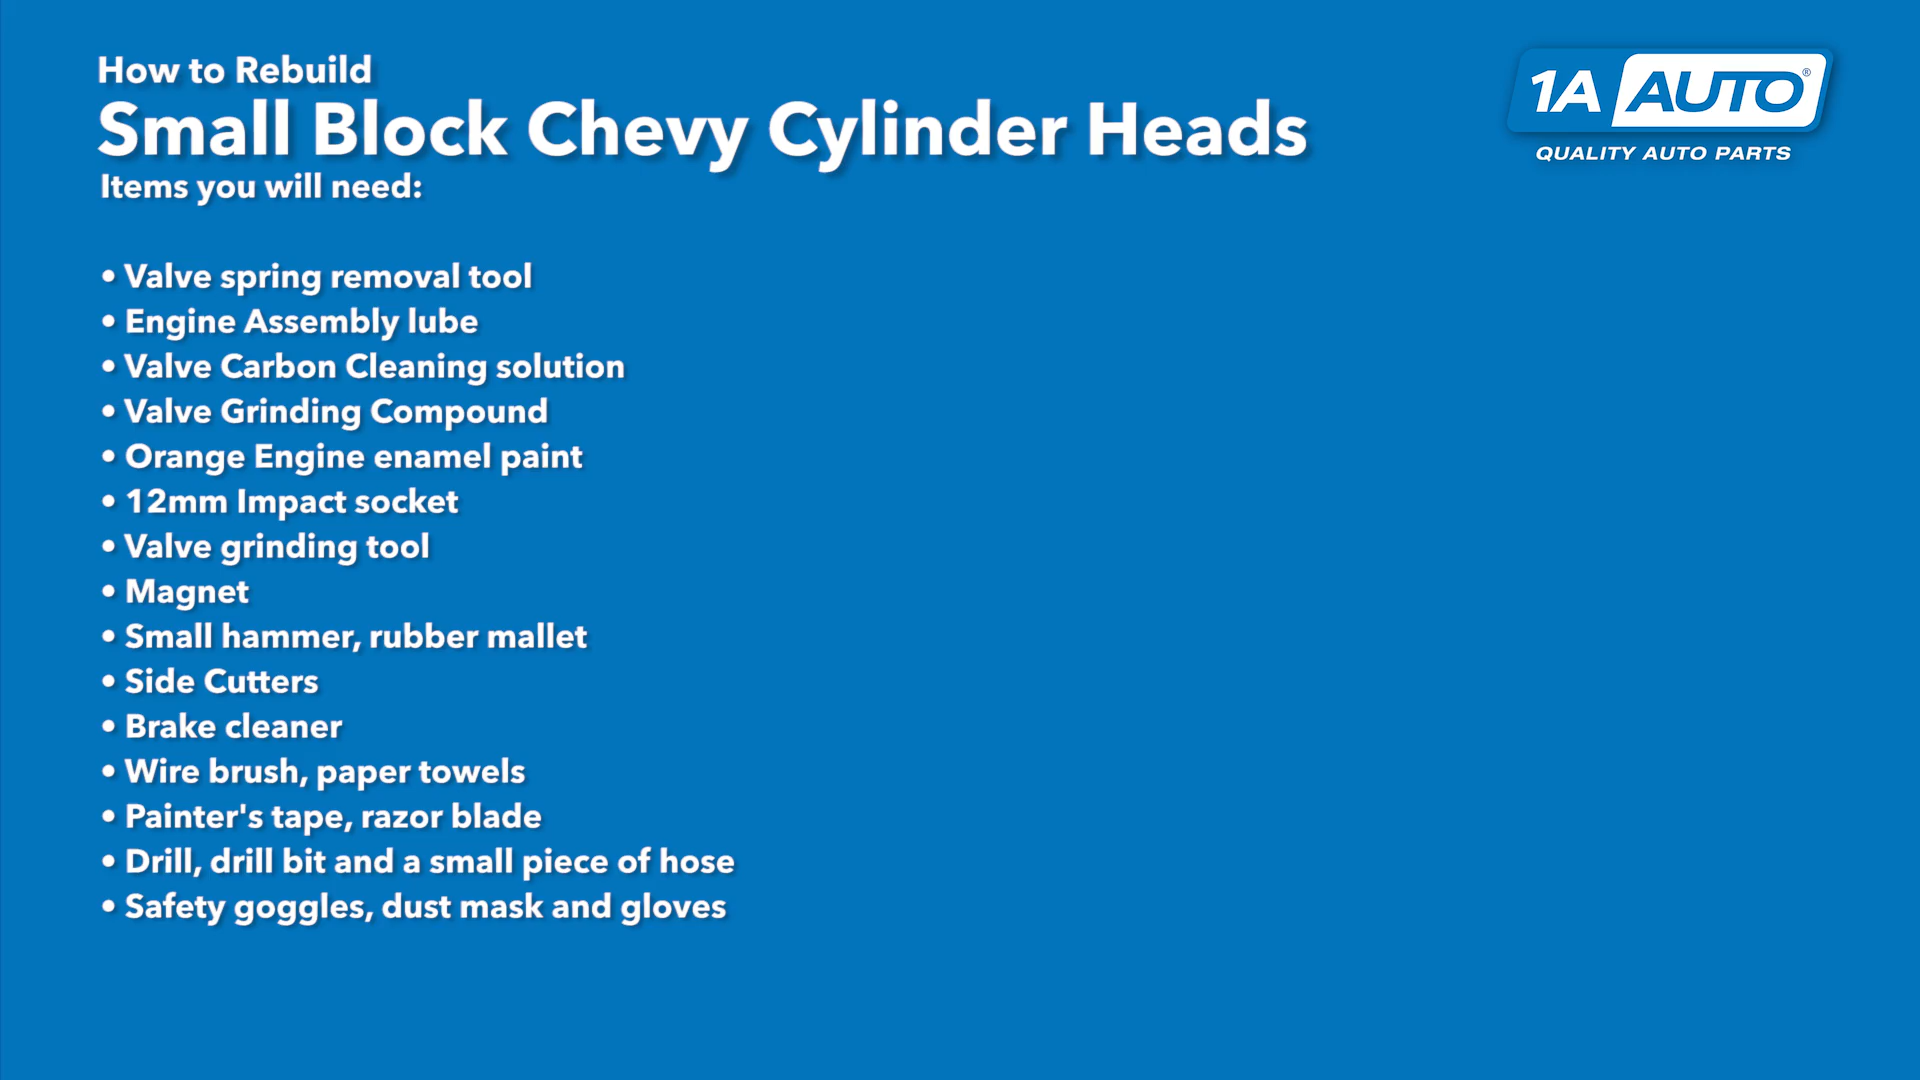 How to Rebuild
Small Block Chevy Cylinder Heads
Items you will need:
1A AUTO®
QUALITY AUTO PARTS
• Valve spring removal tool
• Engine Assembly lube
• Valve Carbon Cleaning solution
• Valve Grinding Compound
• Orange Engine enamel paint
• 12mm Impact socket
• Valve grinding tool
• Magnet
• Small hammer, rubber mallet
• Side Cutters
• Brake cleaner
• Wire brush, paper towels
• Painter's tape, razor blade
• Drill, drill bit and a small piece of hose
• Safety goggles, dust mask and gloves